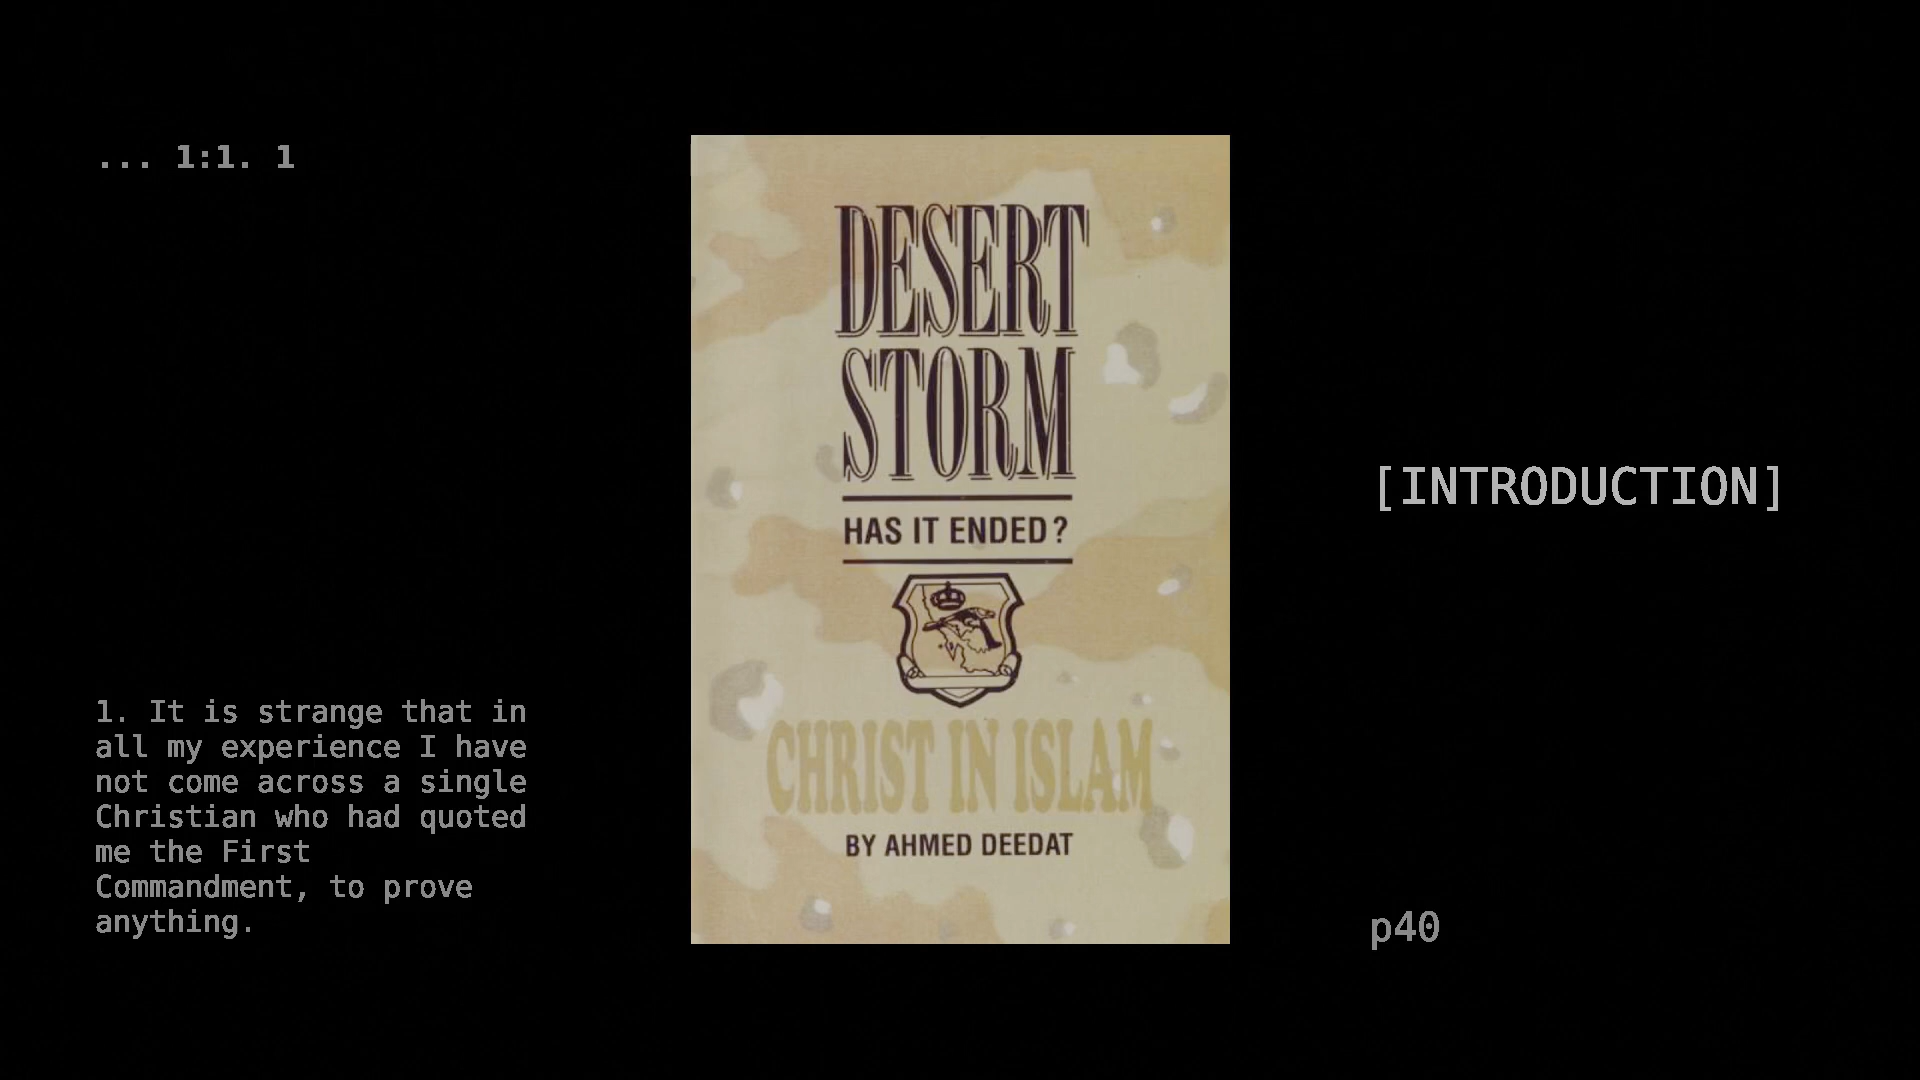 ... 1:1. 1
DESERT
STORM
HAS IT ENDED?
CHRIST IN ISLAM
BY AHMED DEEDAT
[INTRODUCTION]
1. It is strange that in
all my experience I have
not come across a single
Christian who had quoted
me the First
Commandment, to prove
anything.
p40